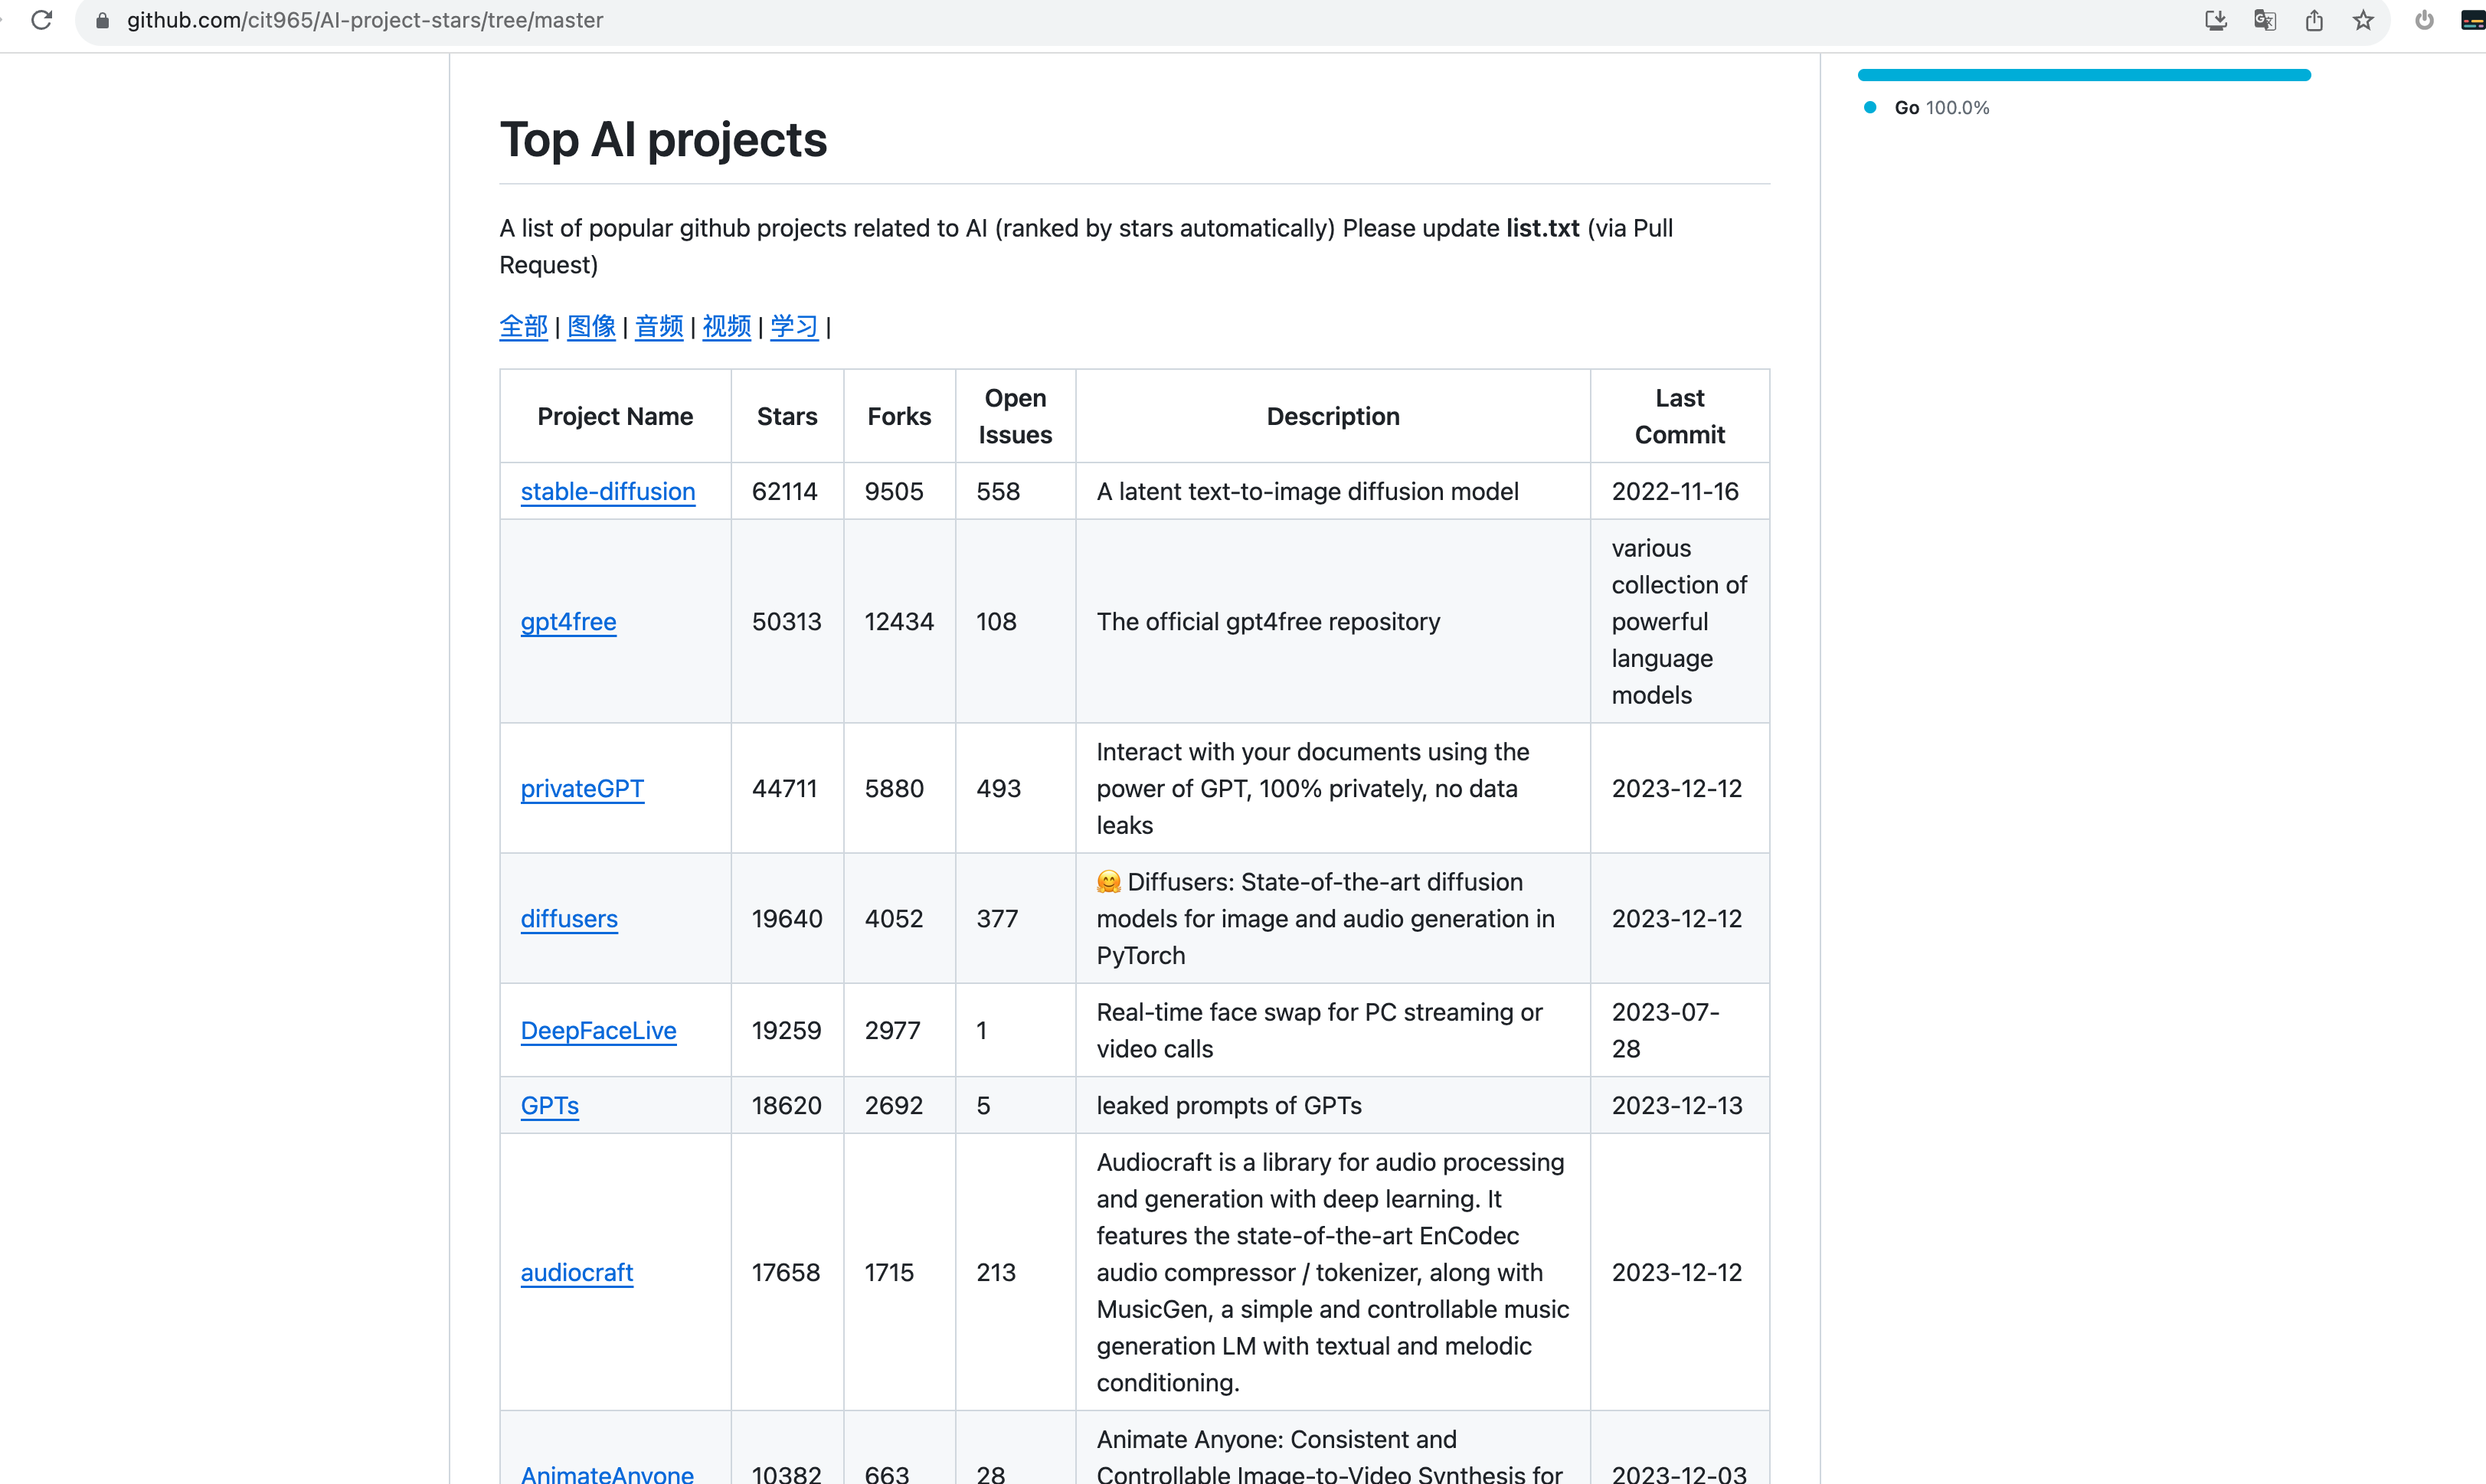 github.com/cit965/AI-project-stars/tree/master
Go 100.0%
Top AI projects
A list of popular github projects related to AI (ranked by stars automatically) Please update list.txt (via Pull
Request)
全部 | 图像 | 音频 | 视频 | 学习 |
Project Name Stars Forks Open Issues Description Last Commit
stable-diffusion 62114 9505 558 A latent text-to-image diffusion model 2022-11-16
gpt4free 50313 12434 108 The official gpt4free repository
various
collection of
powerful
language
models
privateGPT 44711 5880 493
Interact with your documents using the
power of GPT, 100% privately, no data
leaks
2023-12-12
diffusers 19640 4052 377
🤗 Diffusers: State-of-the-art diffusion
models for image and audio generation in
PyTorch
2023-12-12
DeepFaceLive 19259 2977 1
Real-time face swap for PC streaming or
video calls
2023-07-
28
GPTs 18620 2692 5 leaked prompts of GPTs 2023-12-13
audiocraft 17658 1715 213
Audiocraft is a library for audio processing
and generation with deep learning. It
features the state-of-the-art EnCodec
audio compressor / tokenizer, along with
MusicGen, a simple and controllable music
generation LM with textual and melodic
conditioning.
2023-12-12
AnimateAnyone 10382 663 28
Animate Anyone: Consistent and
Controllable Image-to-Video Synthesis for
2023-12-03